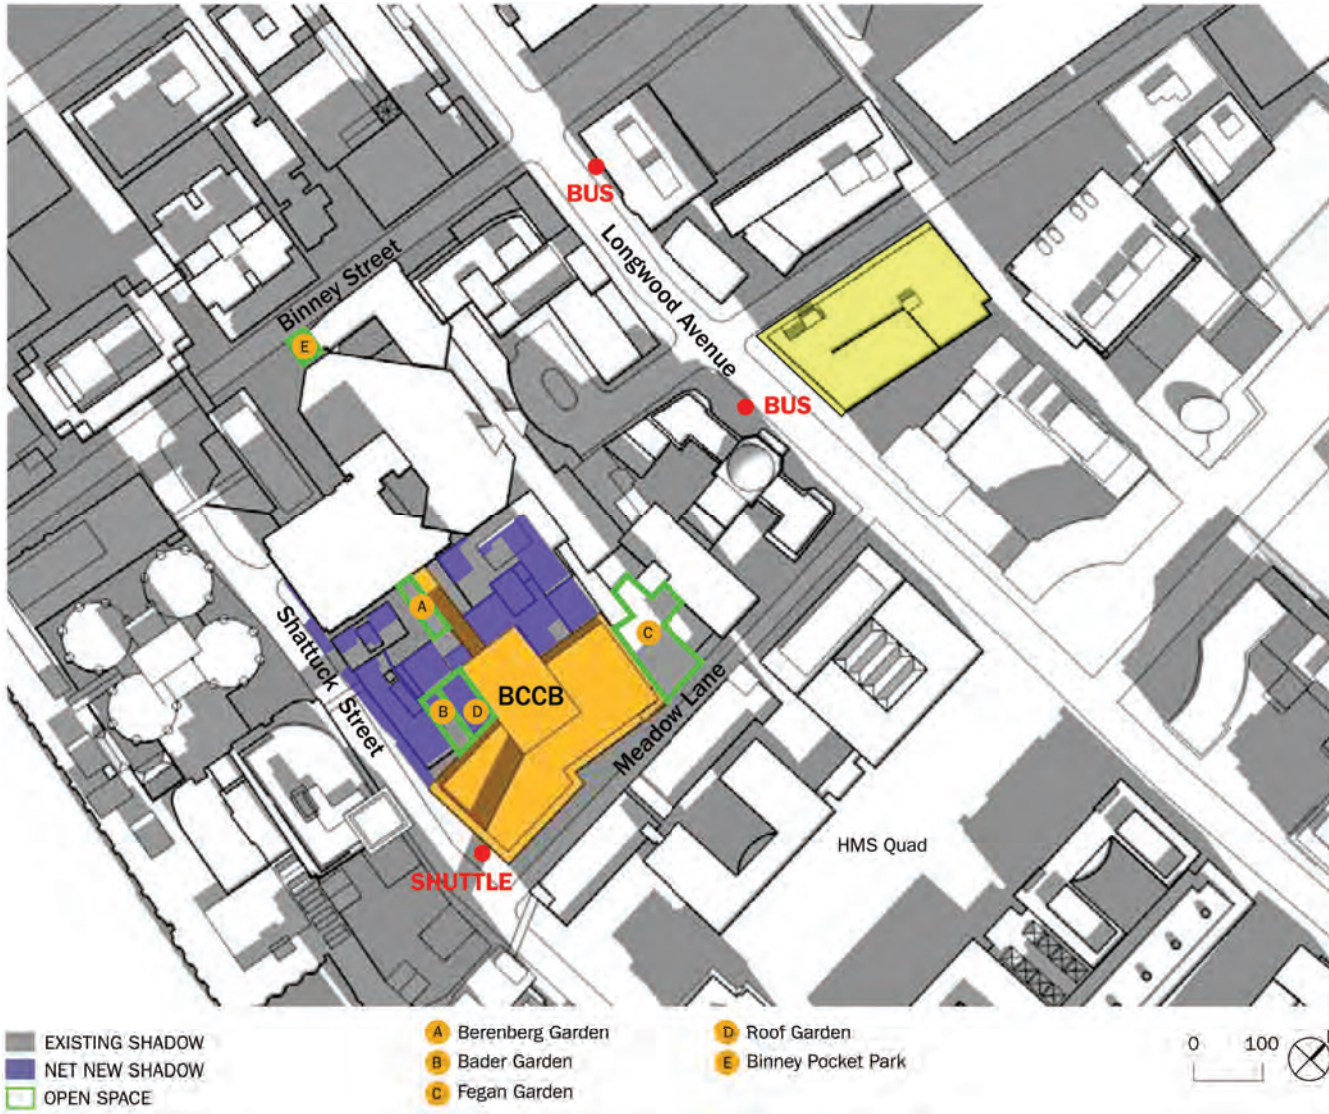 BUS
Longwood Avenue
Binney Street
E
BUS
A
C
Shattuck Street
B
D
BCCB
Meadow Lane
HMS Quad
SHUTTLE
EXISTING SHADOW
NET NEW SHADOW
OPEN SPACE
A Berenberg Garden
B Bader Garden
C Fegan Garden
D Roof Garden
E Binney Pocket Park
0 100